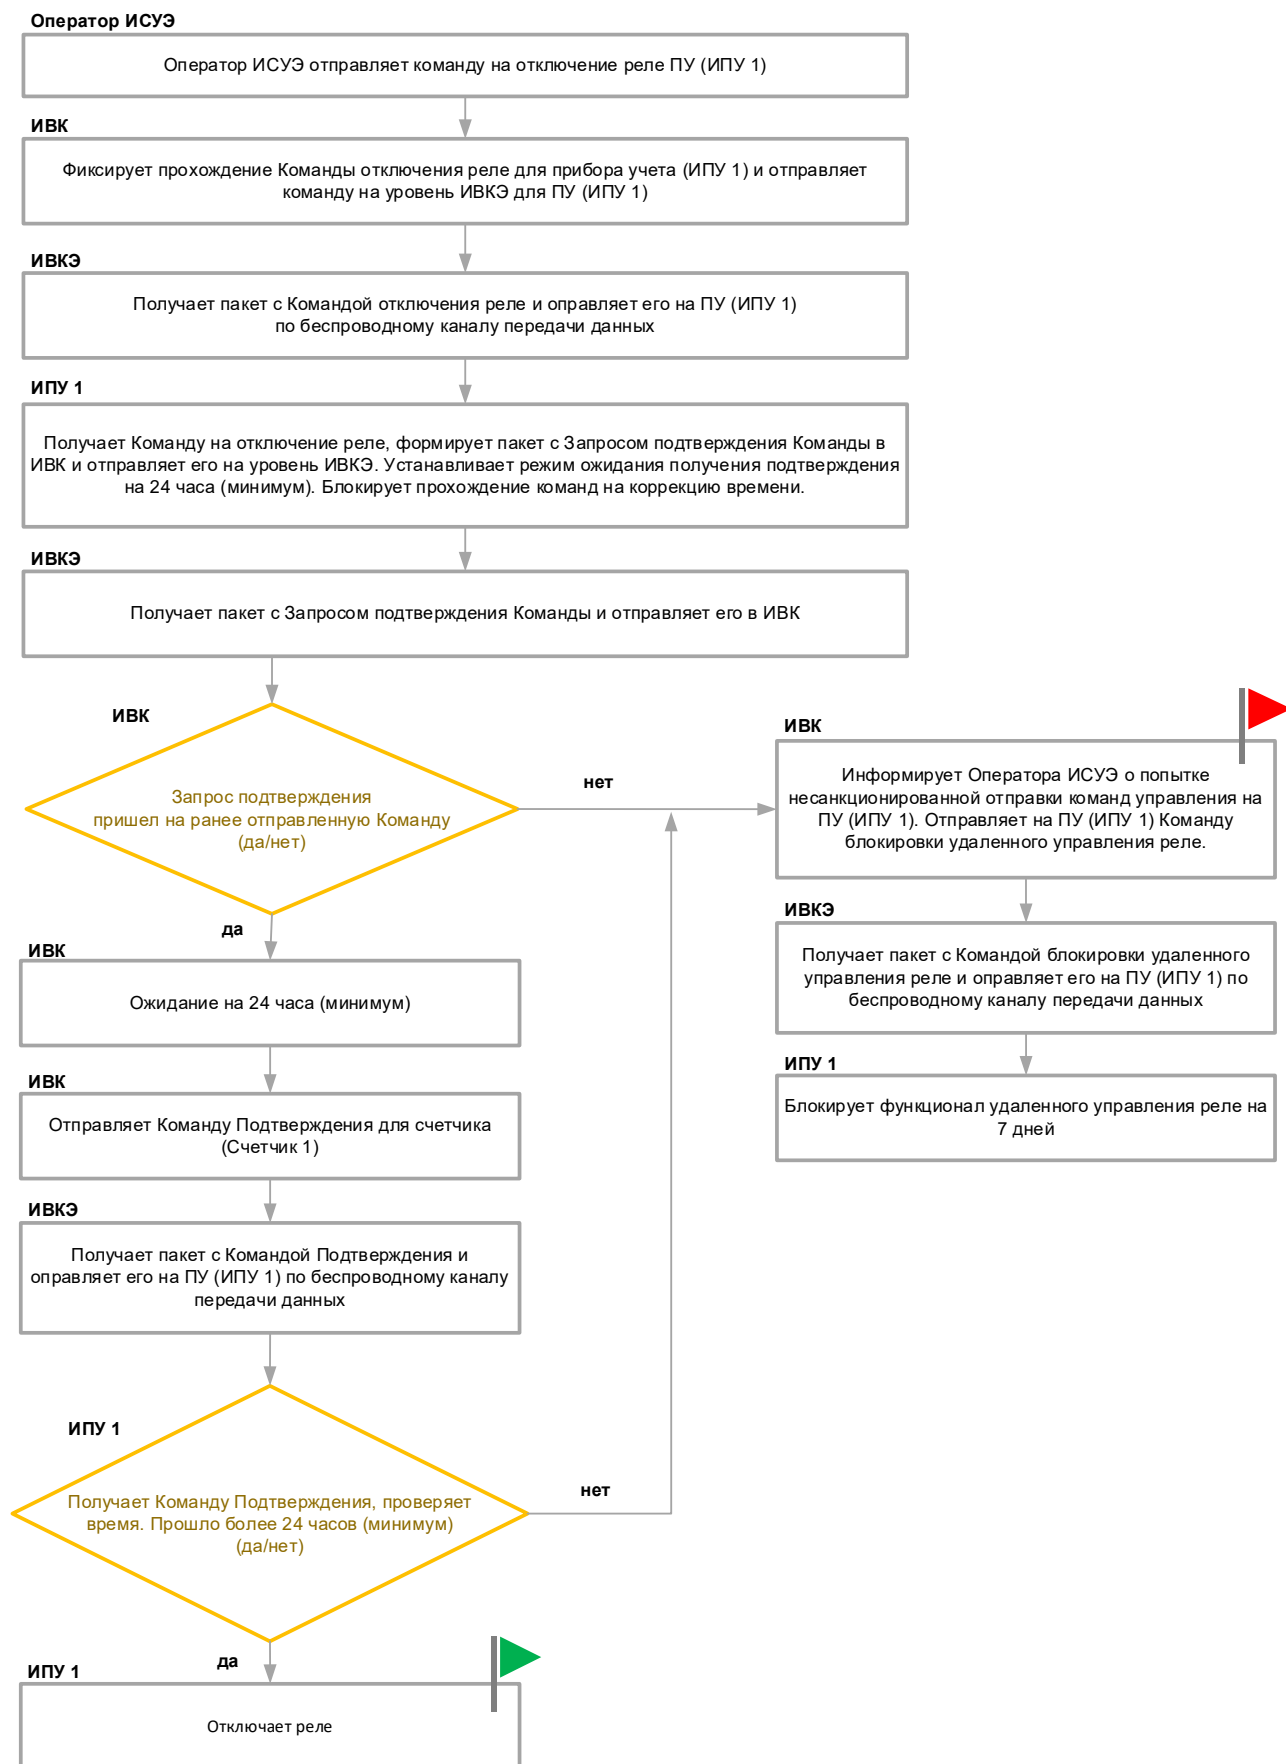 Оператор ИСУЭ
Оператор ИСУЭ отправляет команду на отключение реле ПУ (ИПУ 1)
ИВК
Фиксирует прохождение Команды отключения реле для прибора учета (ИПУ 1) и отправляет
команду на уровень ИВКЭ для ПУ (ИПУ 1)
ИВКЭ
Получает пакет с Командой отключения реле и оправляет его на ПУ (ИПУ 1)
по беспроводному каналу передачи данных
ИПУ 1
Получает Команду на отключение реле, формирует пакет с Запросом подтверждения Команды в
ИВК и отправляет его на уровень ИВКЭ. Устанавливает режим ожидания получения подтверждения
на 24 часа (минимум). Блокирует прохождение команд на коррекцию времени.
ИВКЭ
Получает пакет с Запросом подтверждения Команды и отправляет его в ИВК
ИВК
Запрос подтверждения
пришел на ранее отправленную Команду
(да/нет)
нет
да
ИВК
Информирует Оператора ИСУЭ о попытке
несанкционированной отправки команд управления на
ПУ (ИПУ 1). Отправляет на ПУ (ИПУ 1) Команду
блокировки удаленного управления реле.
ИВКЭ
Получает пакет с Командой блокировки удаленного
управления реле и оправляет его на ПУ (ИПУ 1) по
беспроводному каналу передачи данных
ИПУ 1
Блокирует функционал удаленного управления реле на
7 дней
ИВК
Ожидание на 24 часа (минимум)
ИВК
Отправляет Команду Подтверждения для счетчика
(Счетчик 1)
ИВКЭ
Получает пакет с Командой Подтверждения и
оправляет его на ПУ (ИПУ 1) по беспроводному каналу
передачи данных
ИПУ 1
Получает Команду Подтверждения, проверяет
время. Прошло более 24 часов (минимум)
(да/нет)
нет
да
ИПУ 1
Отключает реле